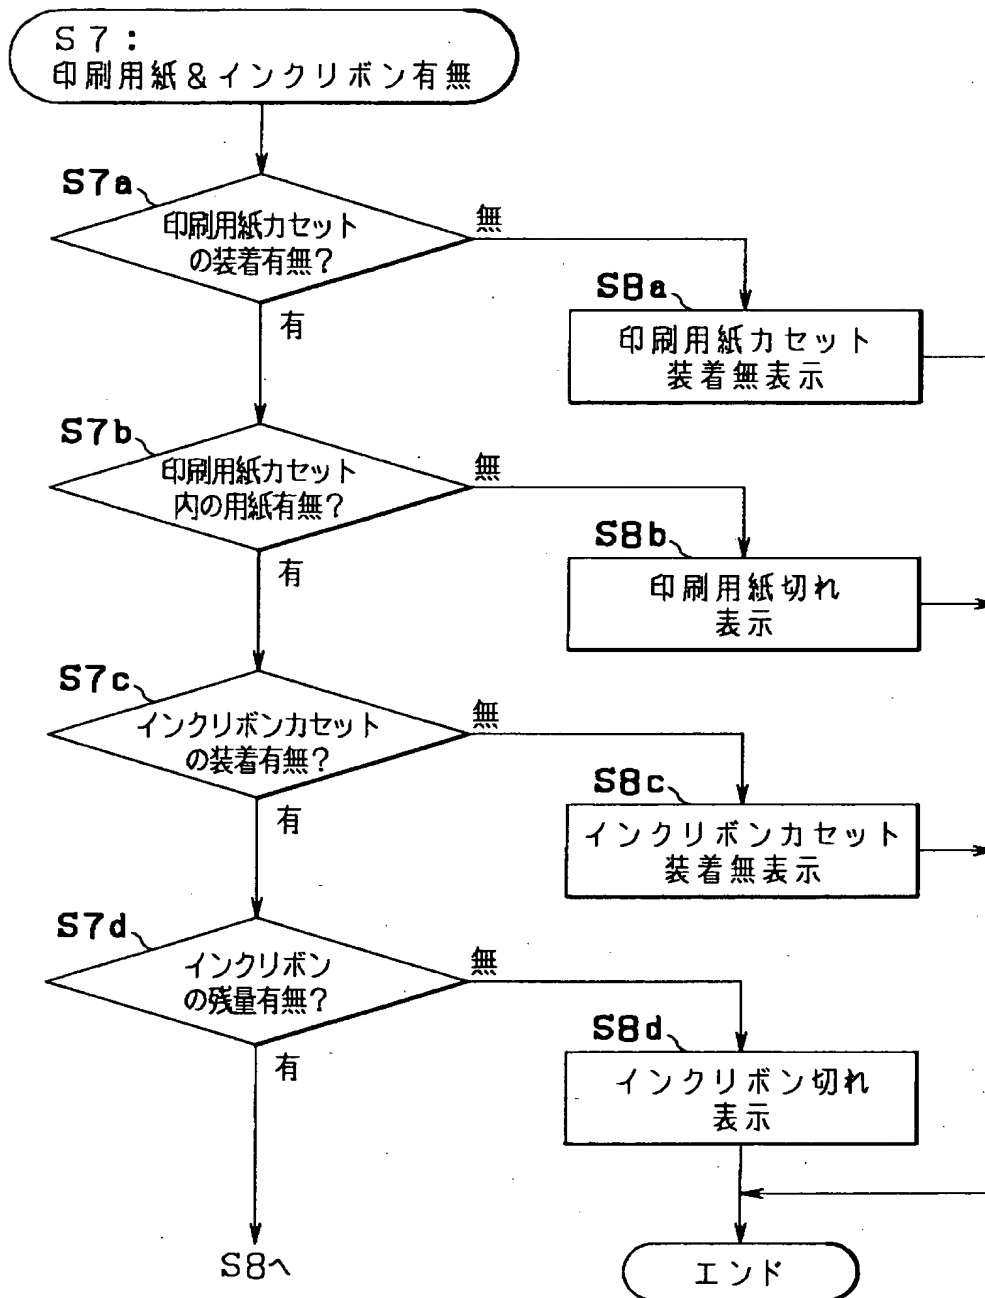 S7：
印刷用紙＆インクリボン有無
S7a
印刷用紙カセット
の装着有無？
無
有
S8a
印刷用紙カセット
装着無表示
S7b
印刷用紙カセット
内の用紙有無？
無
有
S8b
印刷用紙切れ
表示
S7c
インクリボンカセット
の装着有無？
無
有
S8c
インクリボンカセット
装着無表示
S7d
インクリボン
の残量有無？
無
有
S8d
インクリボン切れ
表示
S8へ
エンド